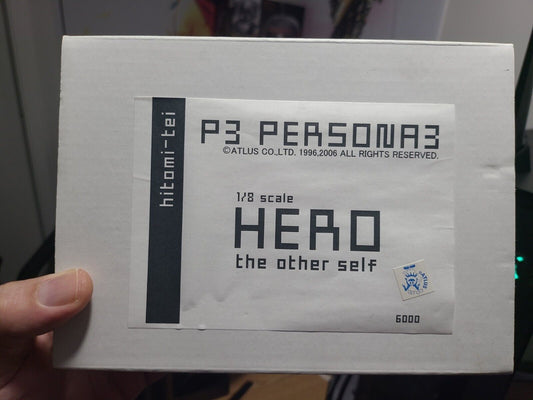 hitomi-tei
P3 PERSONA3
©ATLUS CO.,LTD. 1996,2006 ALL RIGHTS RESERVED.
1/8 scale
HERO
the other self
6000